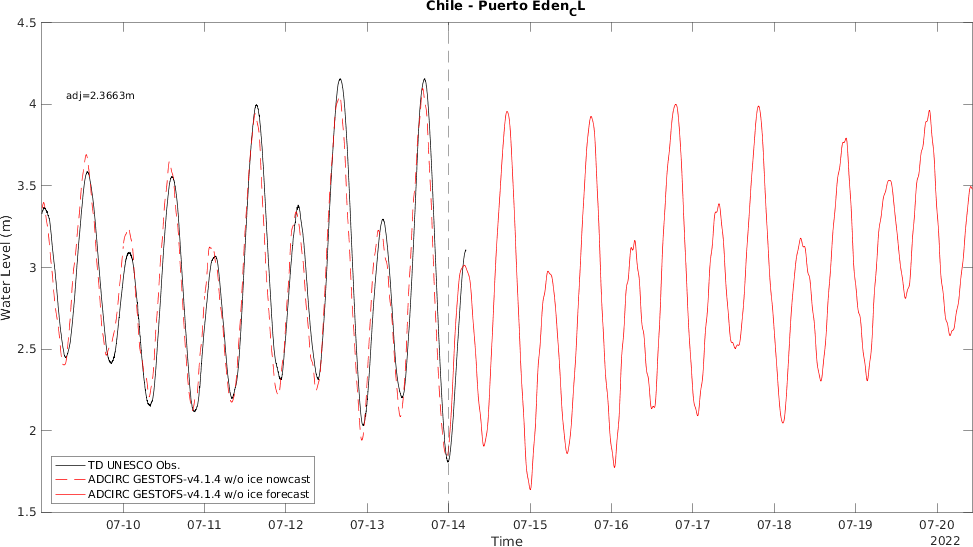 Chile - Puerto Eden_CL
adj=2.3663m
Water Level (m)
4.5
4
3.5
3
2.5
2
1.5
TD UNESCO Obs.
ADCIRC GESTOFS-v4.1.4 w/o ice nowcast
ADCIRC GESTOFS-v4.1.4 w/o ice forecast
07-10 07-11 07-12 07-13 07-14 07-15 07-16 07-17 07-18 07-19 07-20
Time
2022